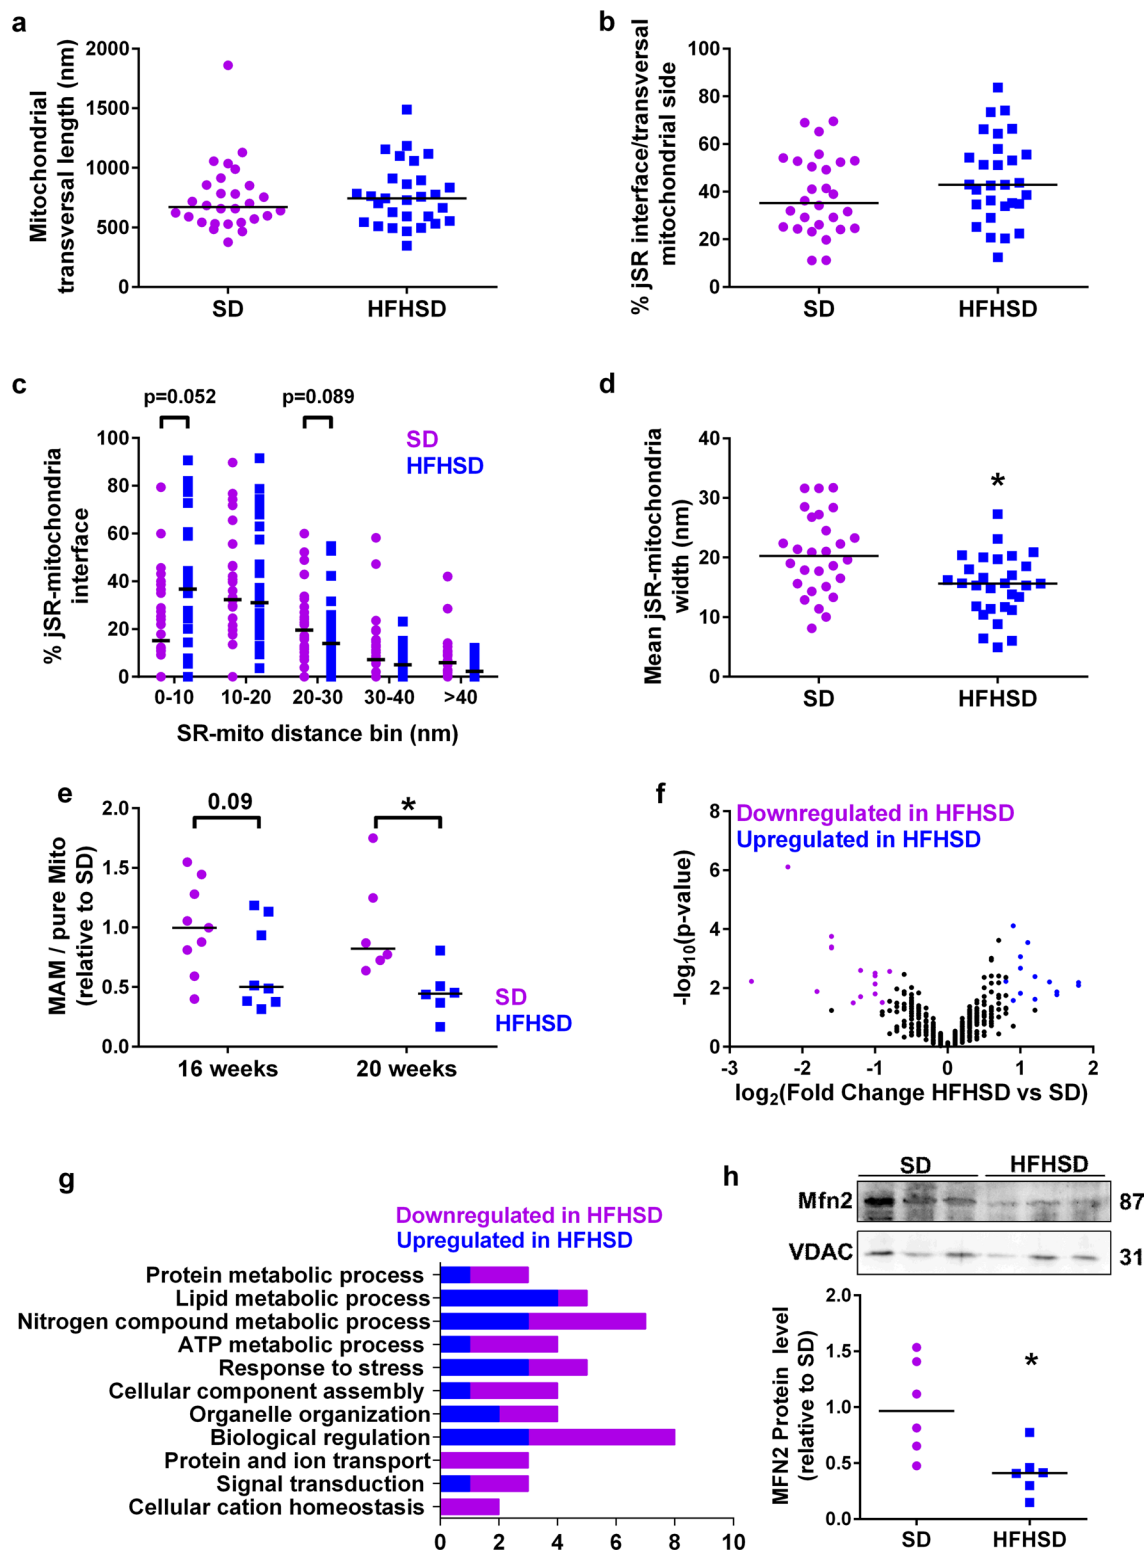 a
Mitochondrial
transversal length (nm)
2000
1500
1000
500
0
SD
HFHSD
b
% jSR interface/transversal
mitochondrial side
100
80
60
40
20
0
SD
HFHSD
c
p=0.052
p=0.089
SD
HFHSD
% jSR-mitochondria
interface
100
80
60
40
20
0
0-10
10-20
20-30
30-40
>40
SR-mito distance bin (nm)
d
Mean jSR-mitochondria
width (nm)
40
30
20
10
0
*
SD
HFHSD
e
MAM / pure Mito
(relative to SD)
2.0
1.5
1.0
0.5
0.0
0.09
*
SD
HFHSD
16 weeks
20 weeks
f
Downregulated in HFHSD
Upregulated in HFHSD
-log10(p-value)
8
6
4
2
0
-3
-2
-1
0
1
2
log2(Fold Change HFHSD vs SD)
g
Downregulated in HFHSD
Upregulated in HFHSD
Protein metabolic process
Lipid metabolic process
Nitrogen compound metabolic process
ATP metabolic process
Response to stress
Cellular component assembly
Organelle organization
Biological regulation
Protein and ion transport
Signal transduction
Cellular cation homeostasis
0
2
4
6
8
10
h
SD
HFHSD
Mfn2
87
VDAC
31
MFN2 Protein level
(relative to SD)
2.0
1.5
1.0
0.5
0.0
*
SD
HFHSD